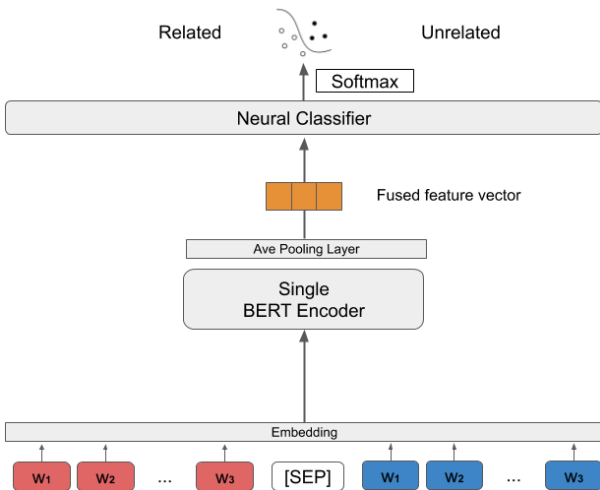 Related
Unrelated
Softmax
Neural Classifier
Fused feature vector
Ave Pooling Layer
Single
BERT Encoder
Embedding
W1 W2 ... W3 [SEP] W1 W2 ... W3